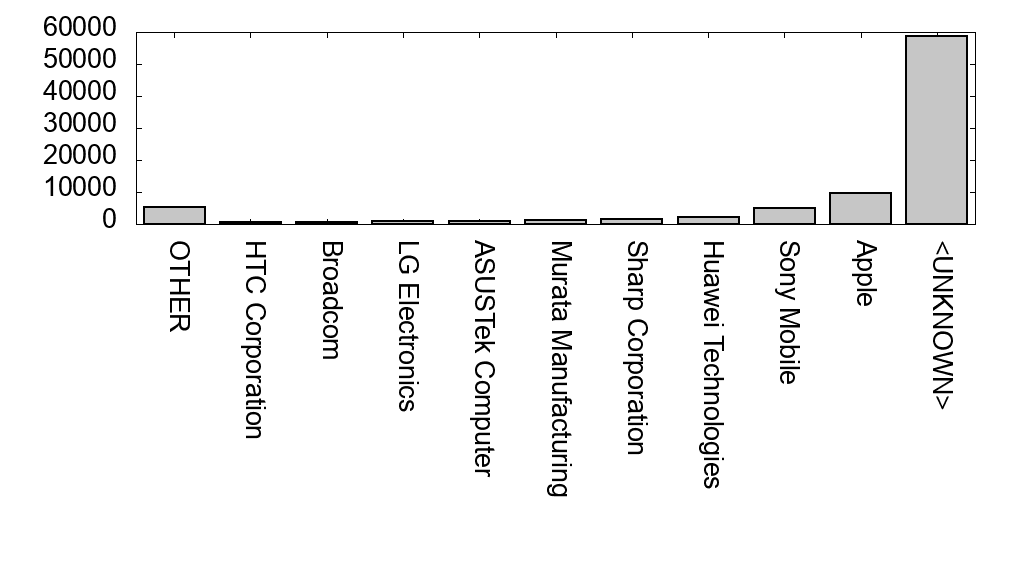 60000
50000
40000
30000
20000
10000
0
OTHER
HTC Corporation
Broadcom
LG Electronics
ASUSTek Computer
Murata Manufacturing
Sharp Corporation
Huawei Technologies
Sony Mobile
Apple
<UNKNOWN>